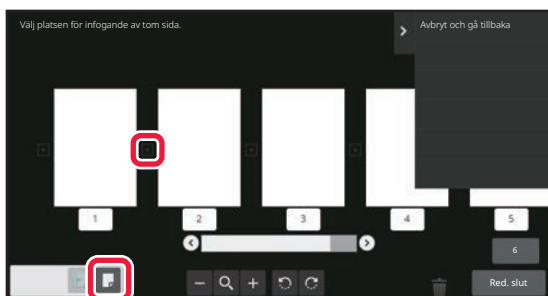 Välj platsen för infogande av tom sida.
Avbryt och gå tillbaka
1
2
3
4
5
6
Red. slut